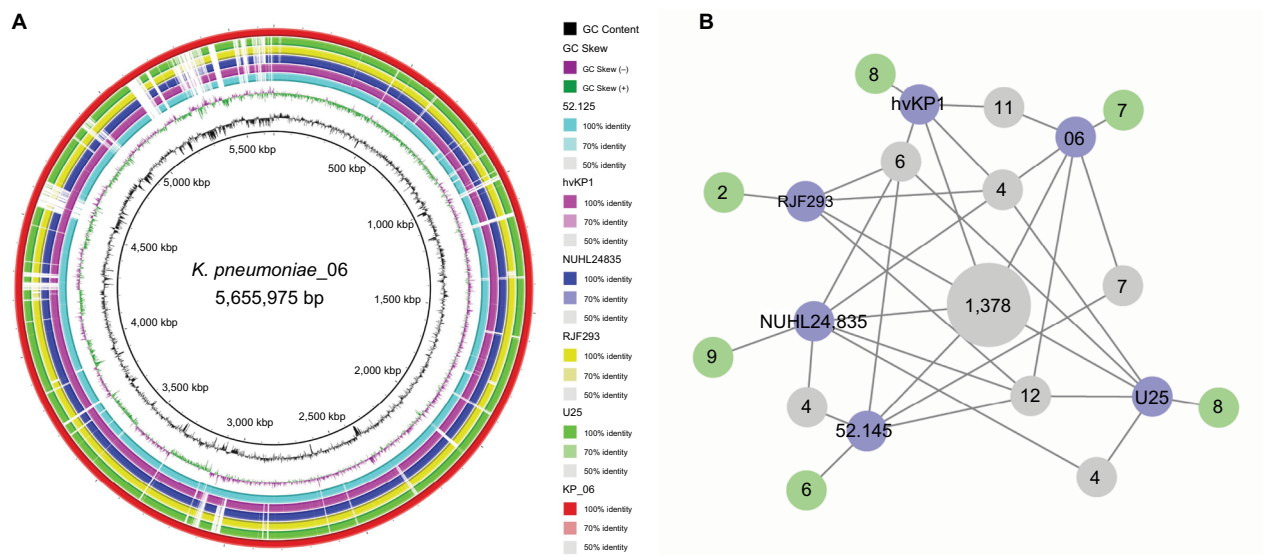 A
5,500 kbp
500
5,000 kbp
1,000 kbp
4,500 kbp
K. pneumoniae_06
5,655,975 bp
1,500 kbp
4,000 kbp
2,000 kbp
3,500 kbp
2,500 kbp
3,000 kbp
GC Content
GC Skew
GC Skew (–)
GC Skew (+)
52.125
100% identity
70% identity
50% identity
hvKP1
100% identity
70% identity
50% identity
NUHL24835
100% identity
70% identity
50% identity
RJF293
100% identity
70% identity
50% identity
U25
100% identity
70% identity
50% identity
KP_06
100% identity
70% identity
50% identity
B
8
hvKP1
11
7
06
6
4
2
RJF293
7
1,378
NUHL24,835
9
4
12
U25
8
52.145
4
6